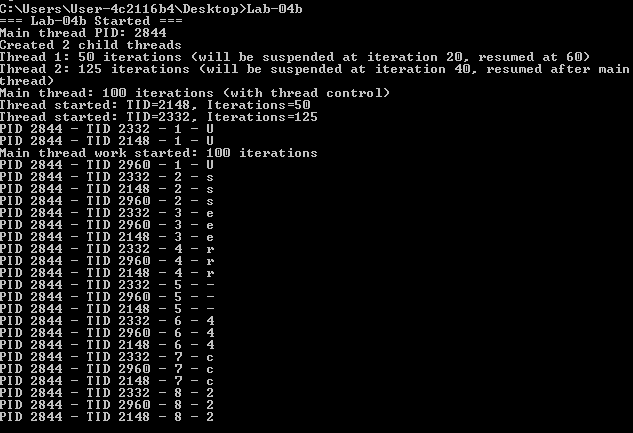 C:\Users\User-4c2116b4\Desktop>Lab-04b
=== Lab-04b Started ===
Main thread PID: 2844
Created 2 child threads
Thread 1: 50 iterations (will be suspended at iteration 20, resumed at 60)
Thread 2: 125 iterations (will be suspended at iteration 40, resumed after main
thread)
Main thread: 100 iterations (with thread control)
Thread started: TID=2148, Iterations=50
Thread started: TID=2332, Iterations=125
PID 2844 - TID 2332 - 1 - U
PID 2844 - TID 2148 - 1 - U
Main thread work started: 100 iterations
PID 2844 - TID 2960 - 1 - U
PID 2844 - TID 2332 - 2 - s
PID 2844 - TID 2148 - 2 - s
PID 2844 - TID 2960 - 2 - s
PID 2844 - TID 2332 - 3 - e
PID 2844 - TID 2960 - 3 - e
PID 2844 - TID 2148 - 3 - e
PID 2844 - TID 2332 - 4 - r
PID 2844 - TID 2960 - 4 - r
PID 2844 - TID 2148 - 4 - r
PID 2844 - TID 2332 - 5 - -
PID 2844 - TID 2960 - 5 - -
PID 2844 - TID 2148 - 5 - -
PID 2844 - TID 2332 - 6 - 4
PID 2844 - TID 2960 - 6 - 4
PID 2844 - TID 2148 - 6 - 4
PID 2844 - TID 2332 - 7 - c
PID 2844 - TID 2960 - 7 - c
PID 2844 - TID 2148 - 7 - c
PID 2844 - TID 2332 - 8 - 2
PID 2844 - TID 2960 - 8 - 2
PID 2844 - TID 2148 - 8 - 2